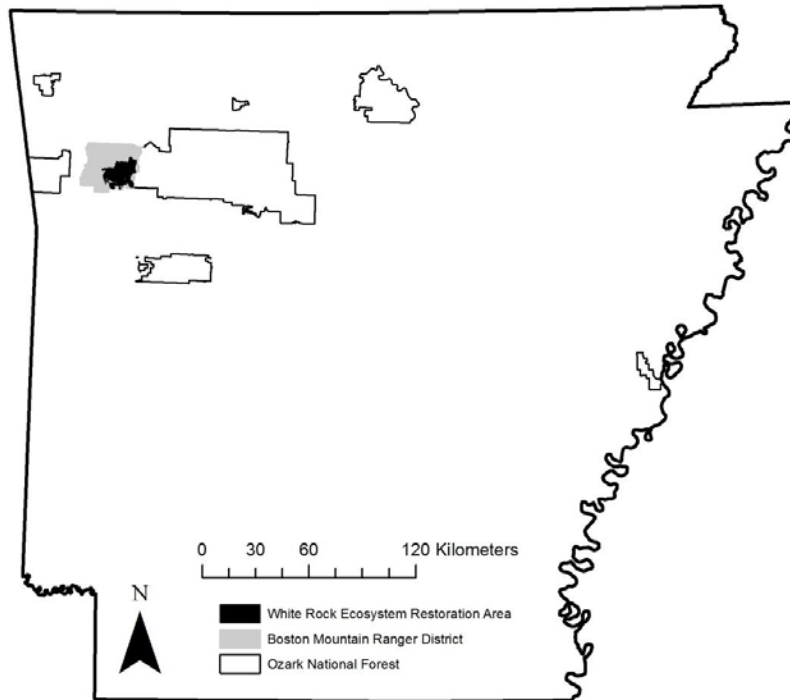 0 30 60 120 Kilometers
N
White Rock Ecosystem Restoration Area
Boston Mountain Ranger District
Ozark National Forest